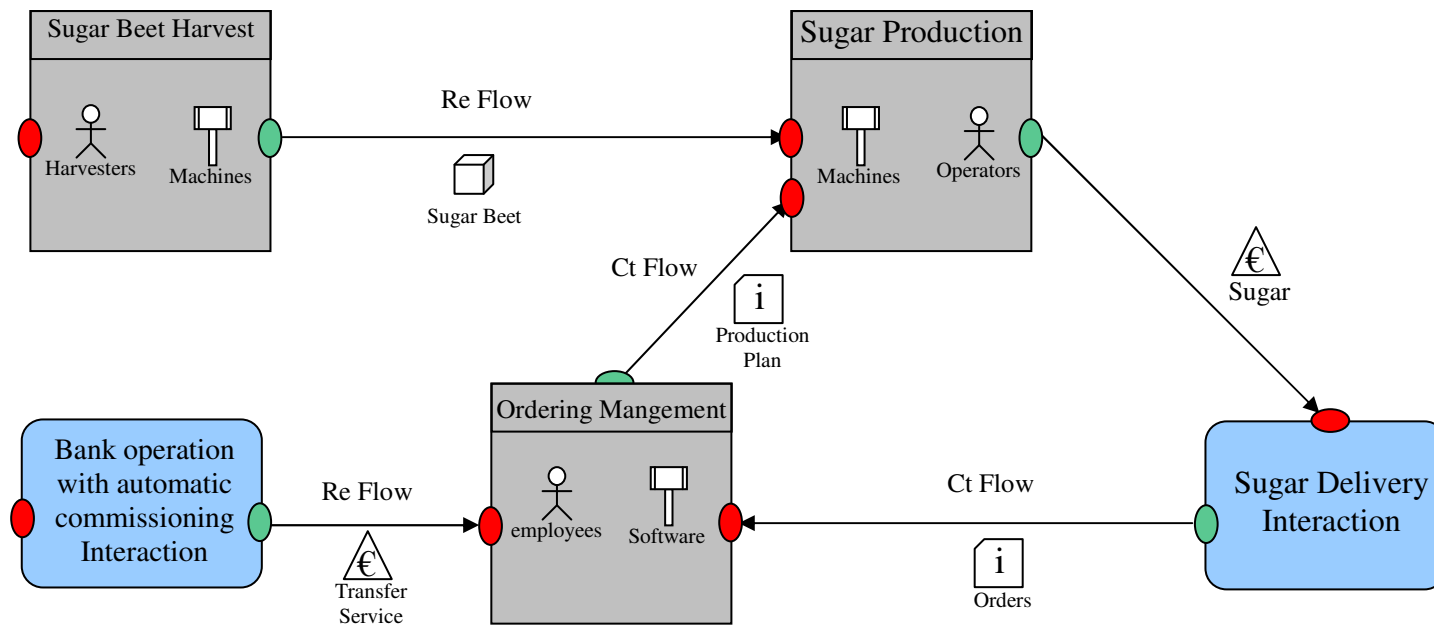 Sugar Beet Harvest
Harvesters
Machines
Re Flow
Sugar Beet
Sugar Production
Machines
Operators
Ct Flow
i
Production
Plan
€
Sugar
Bank operation
with automatic
commissioning
Interaction
Re Flow
€
Transfer
Service
Ordering Mangement
employees
Software
Ct Flow
i
Orders
Sugar Delivery
Interaction